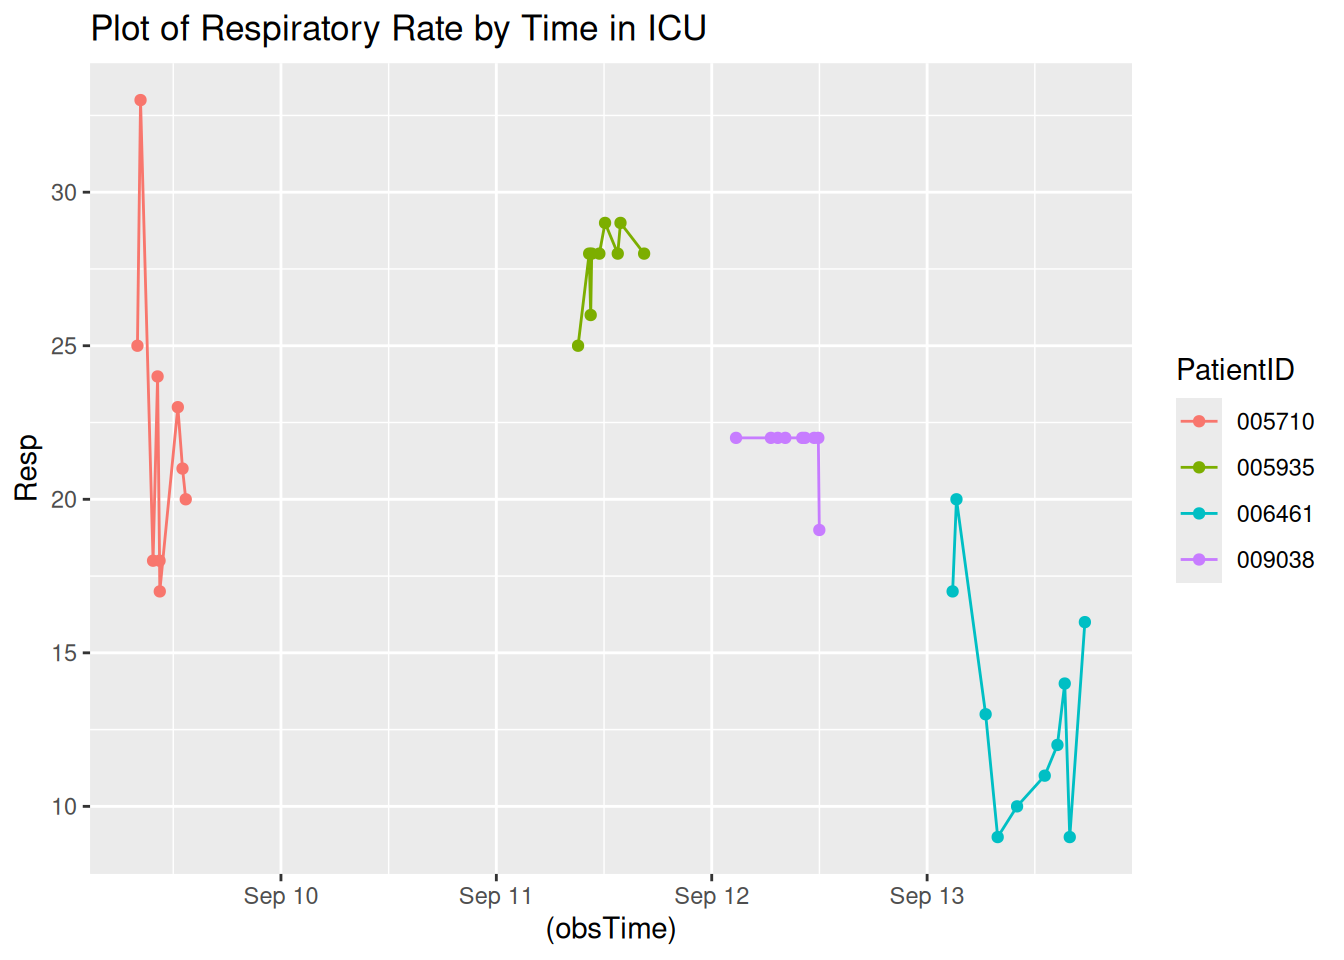 Plot of Respiratory Rate by Time in ICU
Resp
30
25
20
15
10
Sep 10
Sep 11
Sep 12
Sep 13
(obsTime)
PatientID
005710
005935
006461
009038